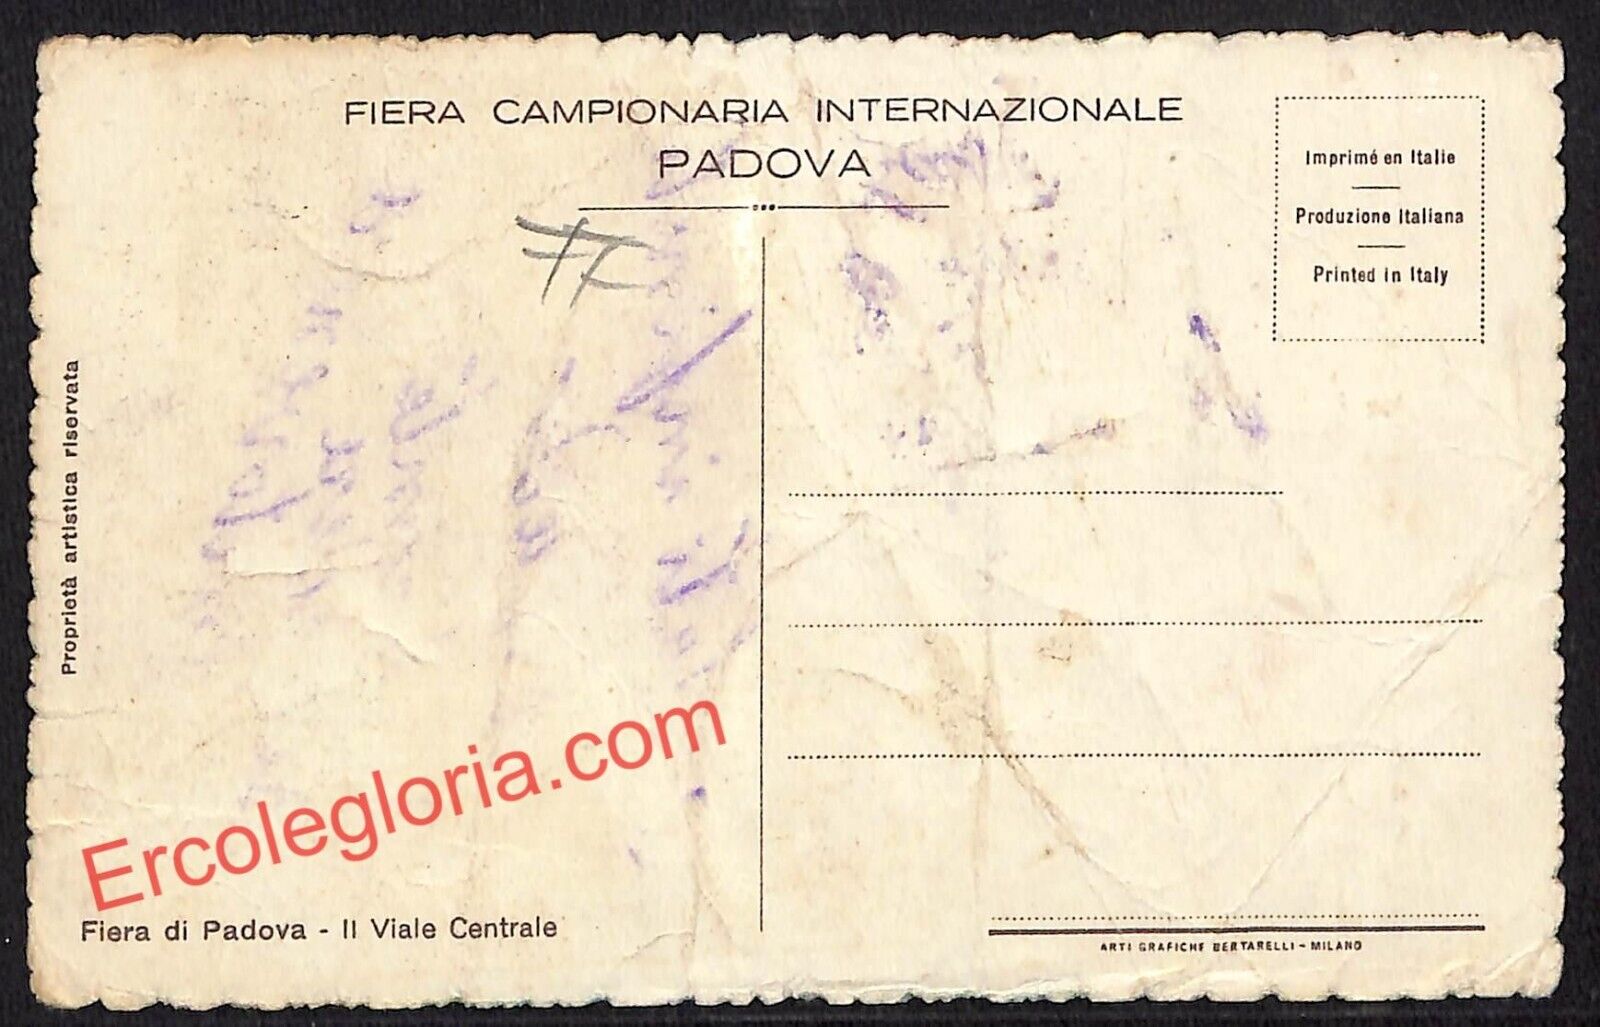 FIERA CAMPIONARIA INTERNAZIONALE
PADOVA
Imprimé en Italie
Produzione Italiana
Printed in Italy
77
Proprietà artistica riservata
Ercolegloria.com
Fiera di Padova - Il Viale Centrale
ARTI GRAFICHE BERTARELLI - MILANO